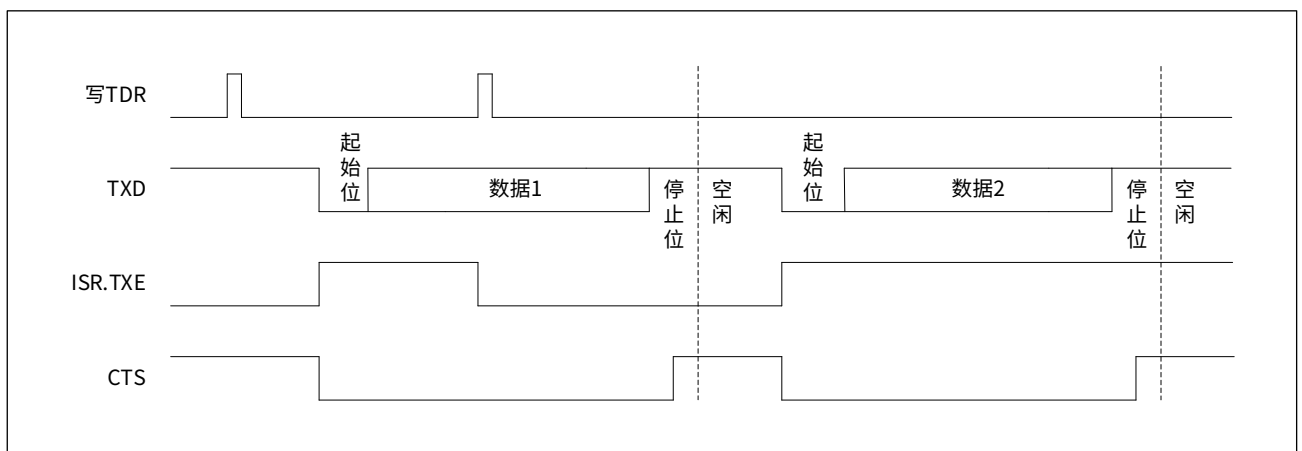 写TDR
TXD
起始位
数据1
停止位
空闲
起始位
数据2
停止位
空闲
ISR.TXE
CTS